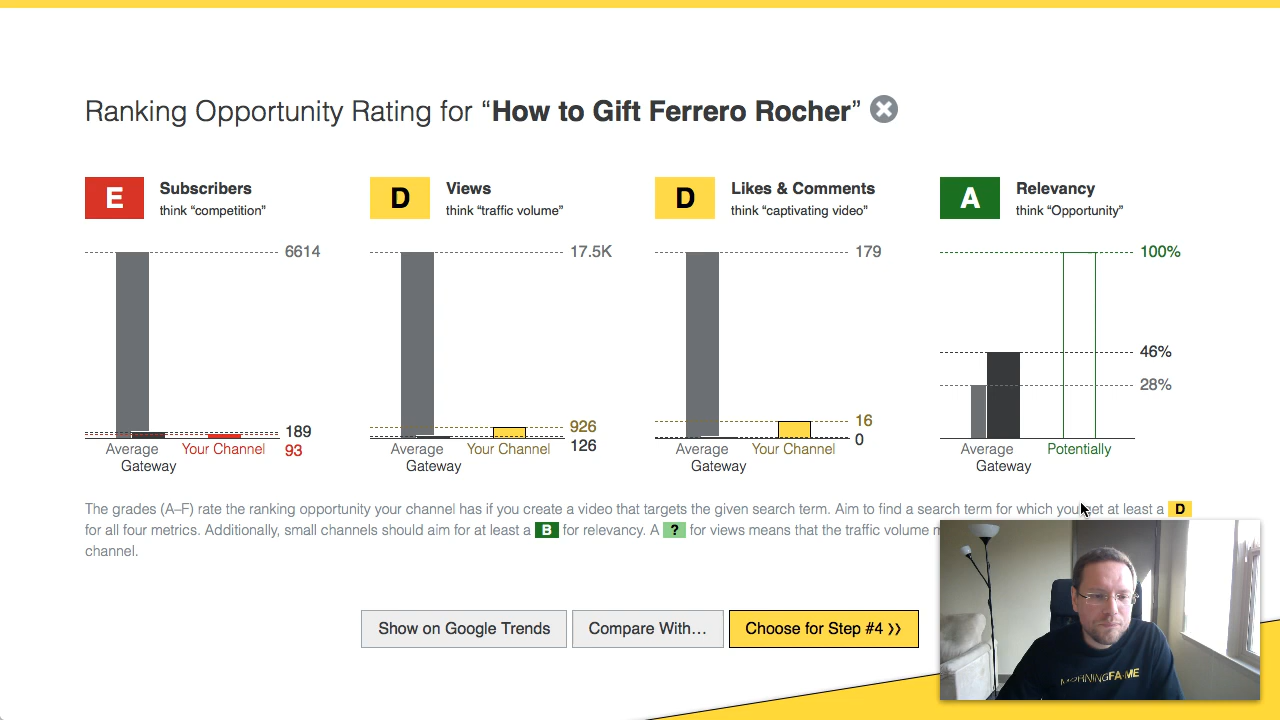 Ranking Opportunity Rating for “How to Gift Ferrero Rocher”
E Subscribers
think “competition”
6614
189
93
Average Your Channel
Gateway
D Views
think “traffic volume”
17.5K
926
126
Average Your Channel
Gateway
D Likes & Comments
think “captivating video”
179
16
0
Average Your Channel
Gateway
A Relevancy
think “Opportunity”
100%
46%
28%
Average Potentially
Gateway
The grades (A–F) rate the ranking opportunity your channel has if you create a video that targets the given search term. Aim to find a search term for which you get at least a D
for all four metrics. Additionally, small channels should aim for at least a B for relevancy. A ? for views means that the traffic volume
channel.
Show on Google Trends
Compare With...
Choose for Step #4 ❯❯
MORNINGFAME